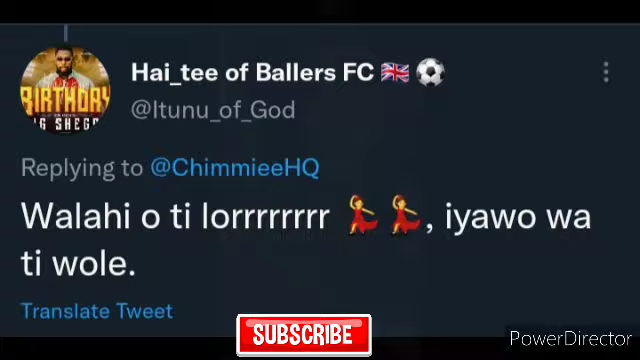 BIRTHDAY
Hai_tee of Ballers FC 🇬🇧 ⚽
@Itunu_of_God
Replying to @ChimmieeHQ
Walahi o ti lorrrrrrrr 💃💃, iyawo wa
ti wole.
Translate Tweet
SUBSCRIBE
PowerDirector